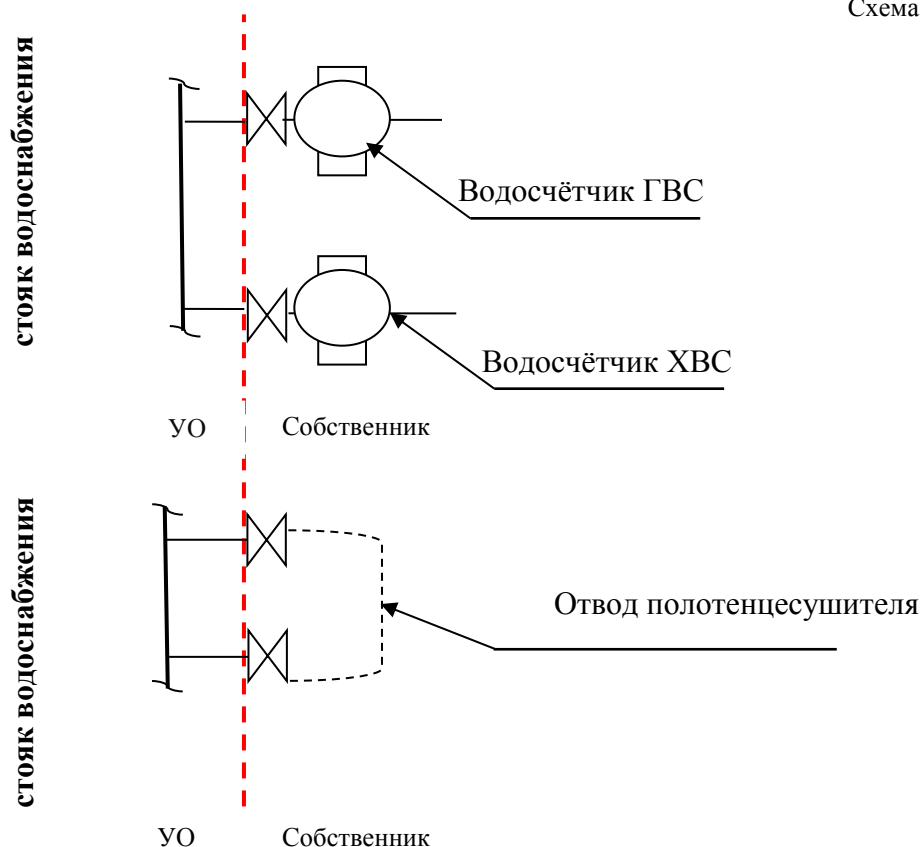 Схема
стояк водоснабжения
Водосчётчик ГВС
Водосчётчик ХВС
УО
Собственник
стояк водоснабжения
Отвод полотенцесушителя
УО
Собственник